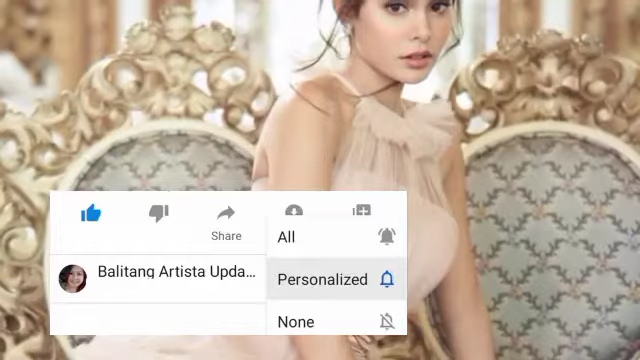 Share
All
Balitang Artista Upda...
Personalized
None